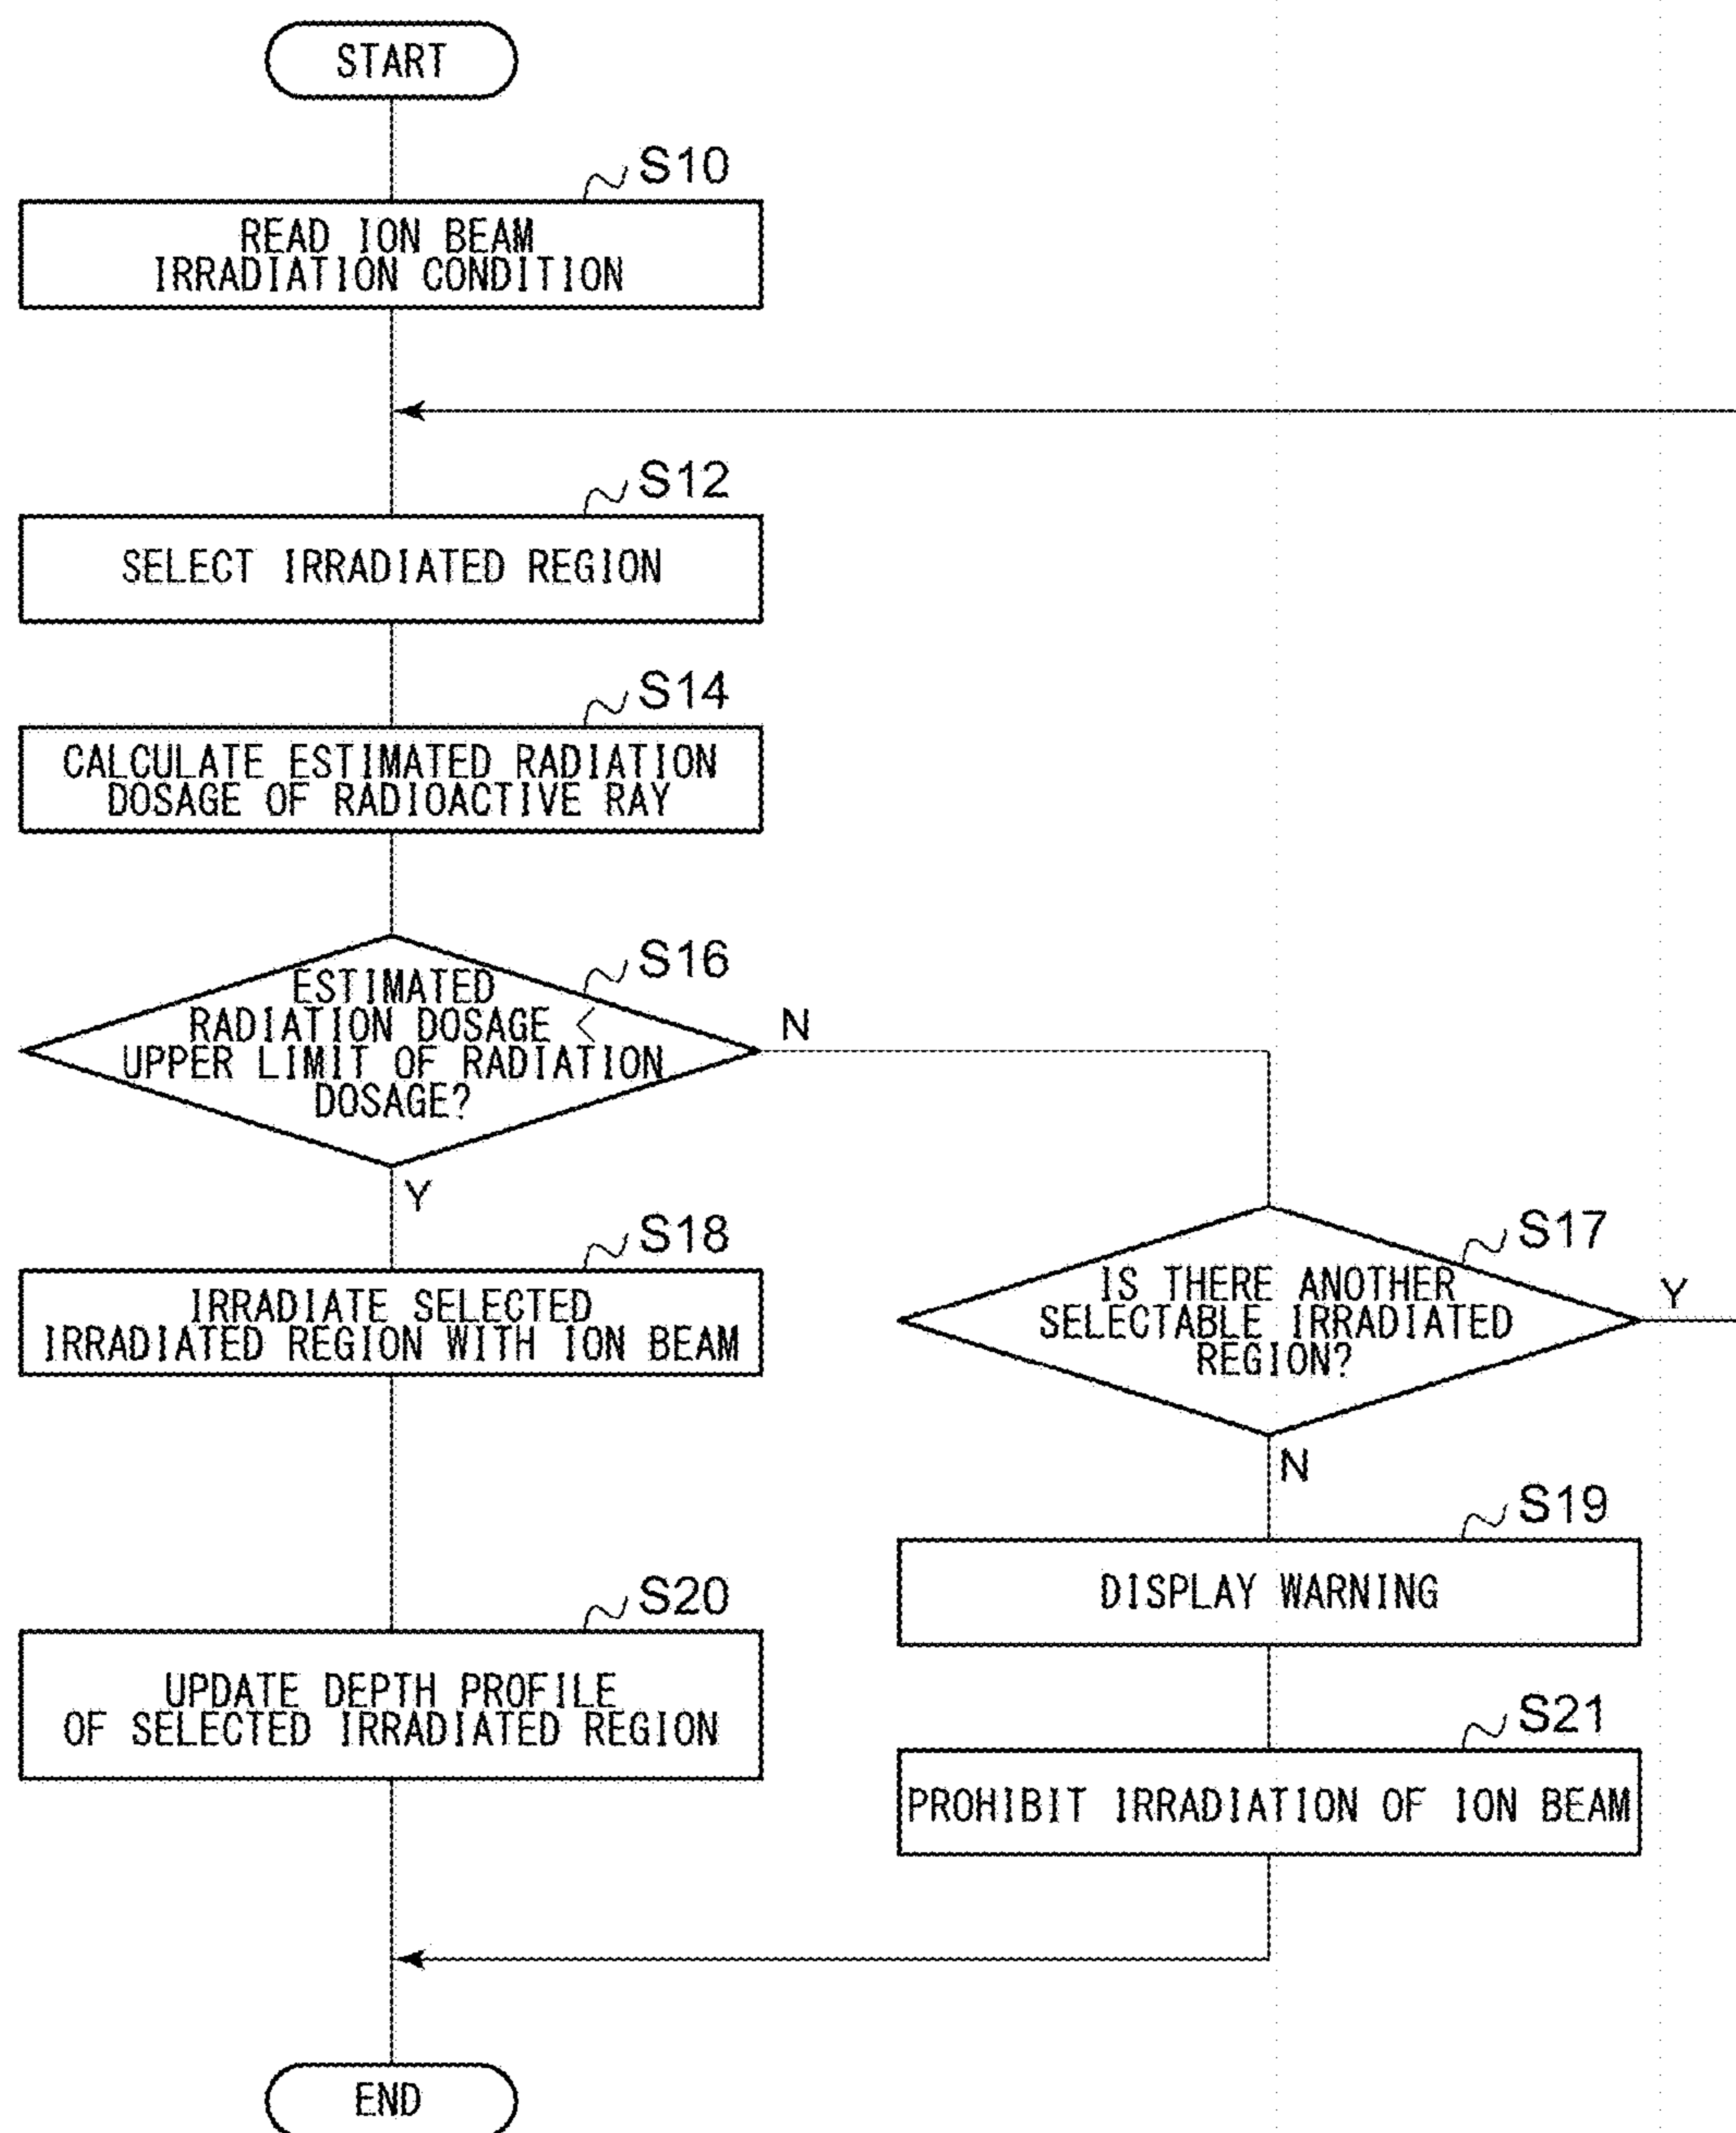 START
S10
READ ION BEAM
IRRADIATION CONDITION
S12
SELECT IRRADIATED REGION
S14
CALCULATE ESTIMATED RADIATION
DOSAGE OF RADIOACTIVE RAY
S16
ESTIMATED
RADIATION DOSAGE <
UPPER LIMIT OF RADIATION
DOSAGE?
N
Y
S18
IRRADIATE SELECTED
IRRADIATED REGION WITH ION BEAM
S17
IS THERE ANOTHER
SELECTABLE IRRADIATED
REGION?
Y
N
S19
DISPLAY WARNING
S20
UPDATE DEPTH PROFILE
OF SELECTED IRRADIATED REGION
S21
PROHIBIT IRRADIATION OF ION BEAM
END